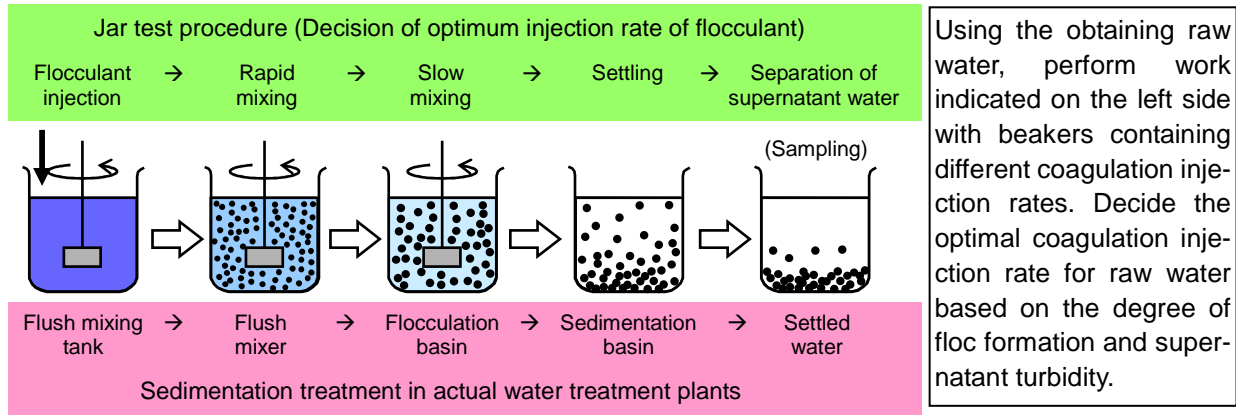 Jar test procedure (Decision of optimum injection rate of flocculant)
Flocculant injection → Rapid mixing → Slow mixing → Settling → Separation of supernatant water
(Sampling)
Flush mixing tank → Flush mixer → Flocculation basin → Sedimentation basin → Settled water
Sedimentation treatment in actual water treatment plants
Using the obtaining raw
water, perform work
indicated on the left side
with beakers containing
different coagulation inje-
ction rates. Decide the
optimal coagulation inje-
ction rate for raw water
based on the degree of
floc formation and super-
natant turbidity.